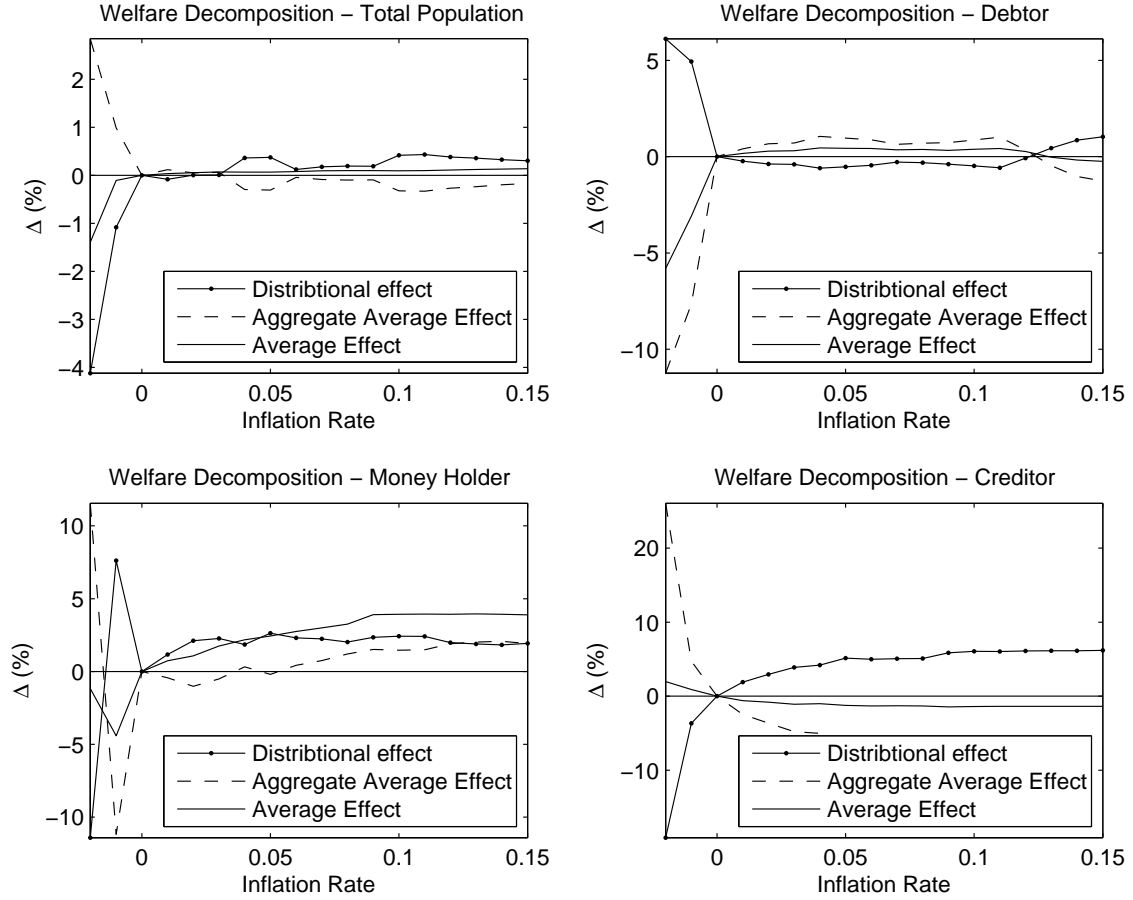 Welfare Decomposition − Total Population
2
1
0
−1
−2
−3
−4
Δ (%)
Distribtional effect
Aggregate Average Effect
Average Effect
0 0.05 0.1 0.15
Inflation Rate
Welfare Decomposition − Debtor
5
0
−5
−10
Δ (%)
Distribtional effect
Aggregate Average Effect
Average Effect
0 0.05 0.1 0.15
Inflation Rate
Welfare Decomposition − Money Holder
10
5
0
−5
−10
Δ (%)
Distribtional effect
Aggregate Average Effect
Average Effect
0 0.05 0.1 0.15
Inflation Rate
Welfare Decomposition − Creditor
20
10
0
−10
Δ (%)
Distribtional effect
Aggregate Average Effect
Average Effect
0 0.05 0.1 0.15
Inflation Rate